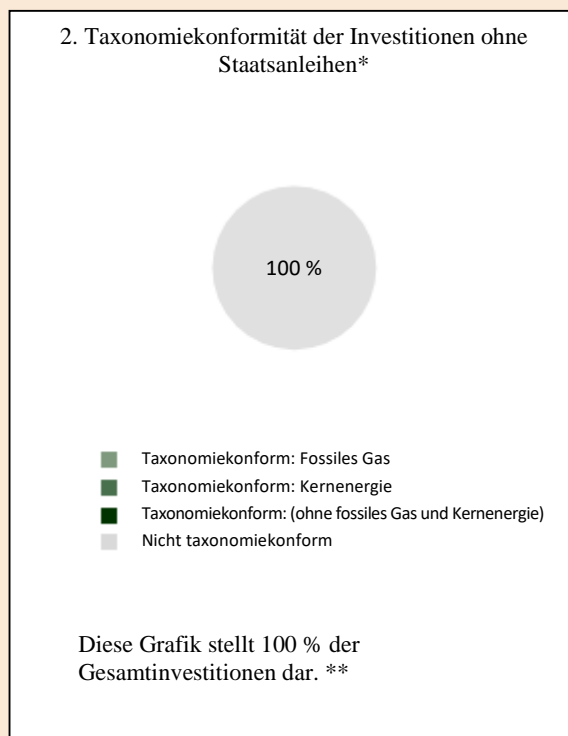 2. Taxonomiekonformität der Investitionen ohne
Staatsanleihen*
100 %
Taxonomiekonform: Fossiles Gas
Taxonomiekonform: Kernenergie
Taxonomiekonform: (ohne fossiles Gas und Kernenergie)
Nicht taxonomiekonform
Diese Grafik stellt 100 % der
Gesamtinvestitionen dar. **